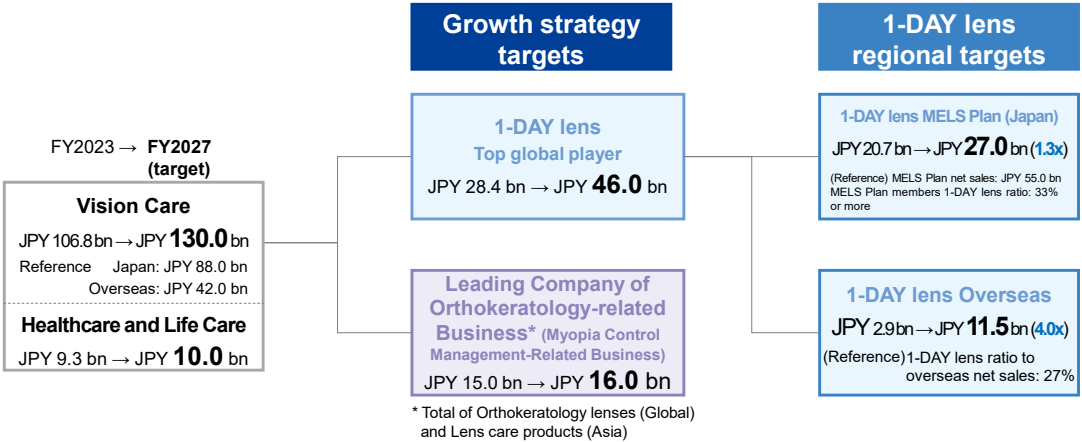 Growth strategy
targets
1-DAY lens
regional targets
FY2023 → FY2027
(target)
Vision Care
JPY 106.8 bn → JPY 130.0 bn
Reference Japan: JPY 88.0 bn
Overseas: JPY 42.0 bn
Healthcare and Life Care
JPY 9.3 bn → JPY 10.0 bn
1-DAY lens
Top global player
JPY 28.4 bn → JPY 46.0 bn
Leading Company of
Orthokeratology-related
Business* (Myopia Control
Management-Related Business)
JPY 15.0 bn → JPY 16.0 bn
* Total of Orthokeratology lenses (Global)
and Lens care products (Asia)
1-DAY lens MELS Plan (Japan)
JPY 20.7 bn → JPY 27.0 bn (1.3x)
(Reference) MELS Plan net sales: JPY 55.0 bn
MELS Plan members 1-DAY lens ratio: 33%
or more
1-DAY lens Overseas
JPY 2.9 bn → JPY 11.5 bn (4.0x)
(Reference) 1-DAY lens ratio to
overseas net sales: 27%